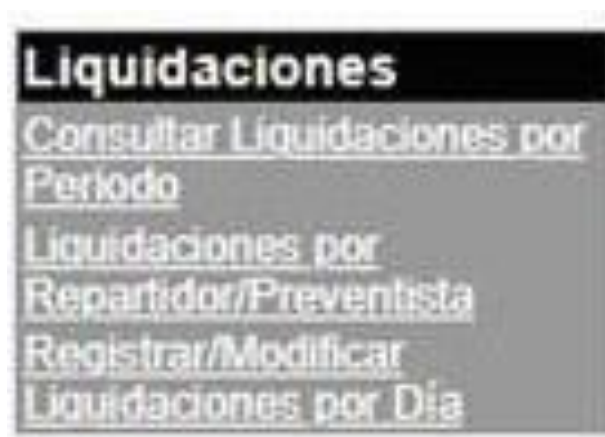 Liquidaciones
Consultar Liquidaciones por
Periodo
Liquidaciones por
Repartidor/Preventista
Registrar/Modificar
Liquidaciones por Día